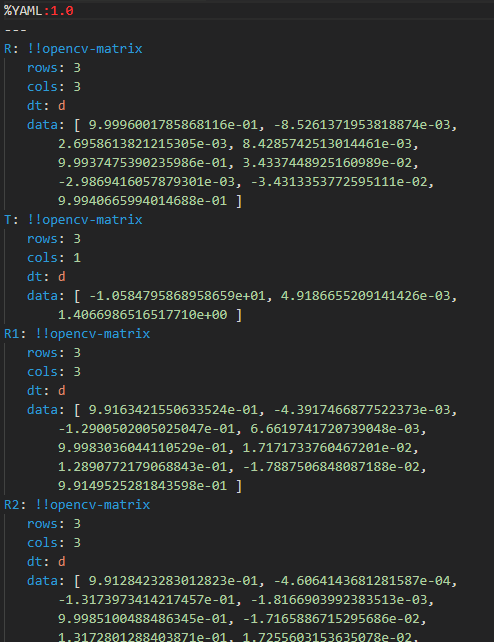 %YAML:1.0
---
R: !!opencv-matrix
   rows: 3
   cols: 3
   dt: d
   data: [ 9.9996001785868116e-01, -8.5261371953818874e-03,
       2.6958613821215305e-03, 8.4285742513014461e-03,
       9.9937475390235986e-01, 3.4337448925160989e-02,
       -2.9869416057879301e-03, -3.4313353772595111e-02,
       9.9940665994014688e-01 ]
T: !!opencv-matrix
   rows: 3
   cols: 1
   dt: d
   data: [ -1.0584795868958659e+01, 4.9186655209141426e-03,
       1.4066986516517710e+00 ]
R1: !!opencv-matrix
   rows: 3
   cols: 3
   dt: d
   data: [ 9.9163421550633524e-01, -4.3917466877522373e-03,
       -1.2900502005025047e-01, 6.6619741720739048e-03,
       9.9983036044110529e-01, 1.7171733760467201e-02,
       1.2890772179068843e-01, -1.7887506848087188e-02,
       9.9149525281843598e-01 ]
R2: !!opencv-matrix
   rows: 3
   cols: 3
   dt: d
   data: [ 9.9128423283012823e-01, -4.6064143681281587e-04,
       -1.3173973414217457e-01, -1.8166903992383513e-03,
       9.9985100488486345e-01, -1.7165886715295686e-02,
       1.3172801288403871e-01, 1.7255603153635078e-02,